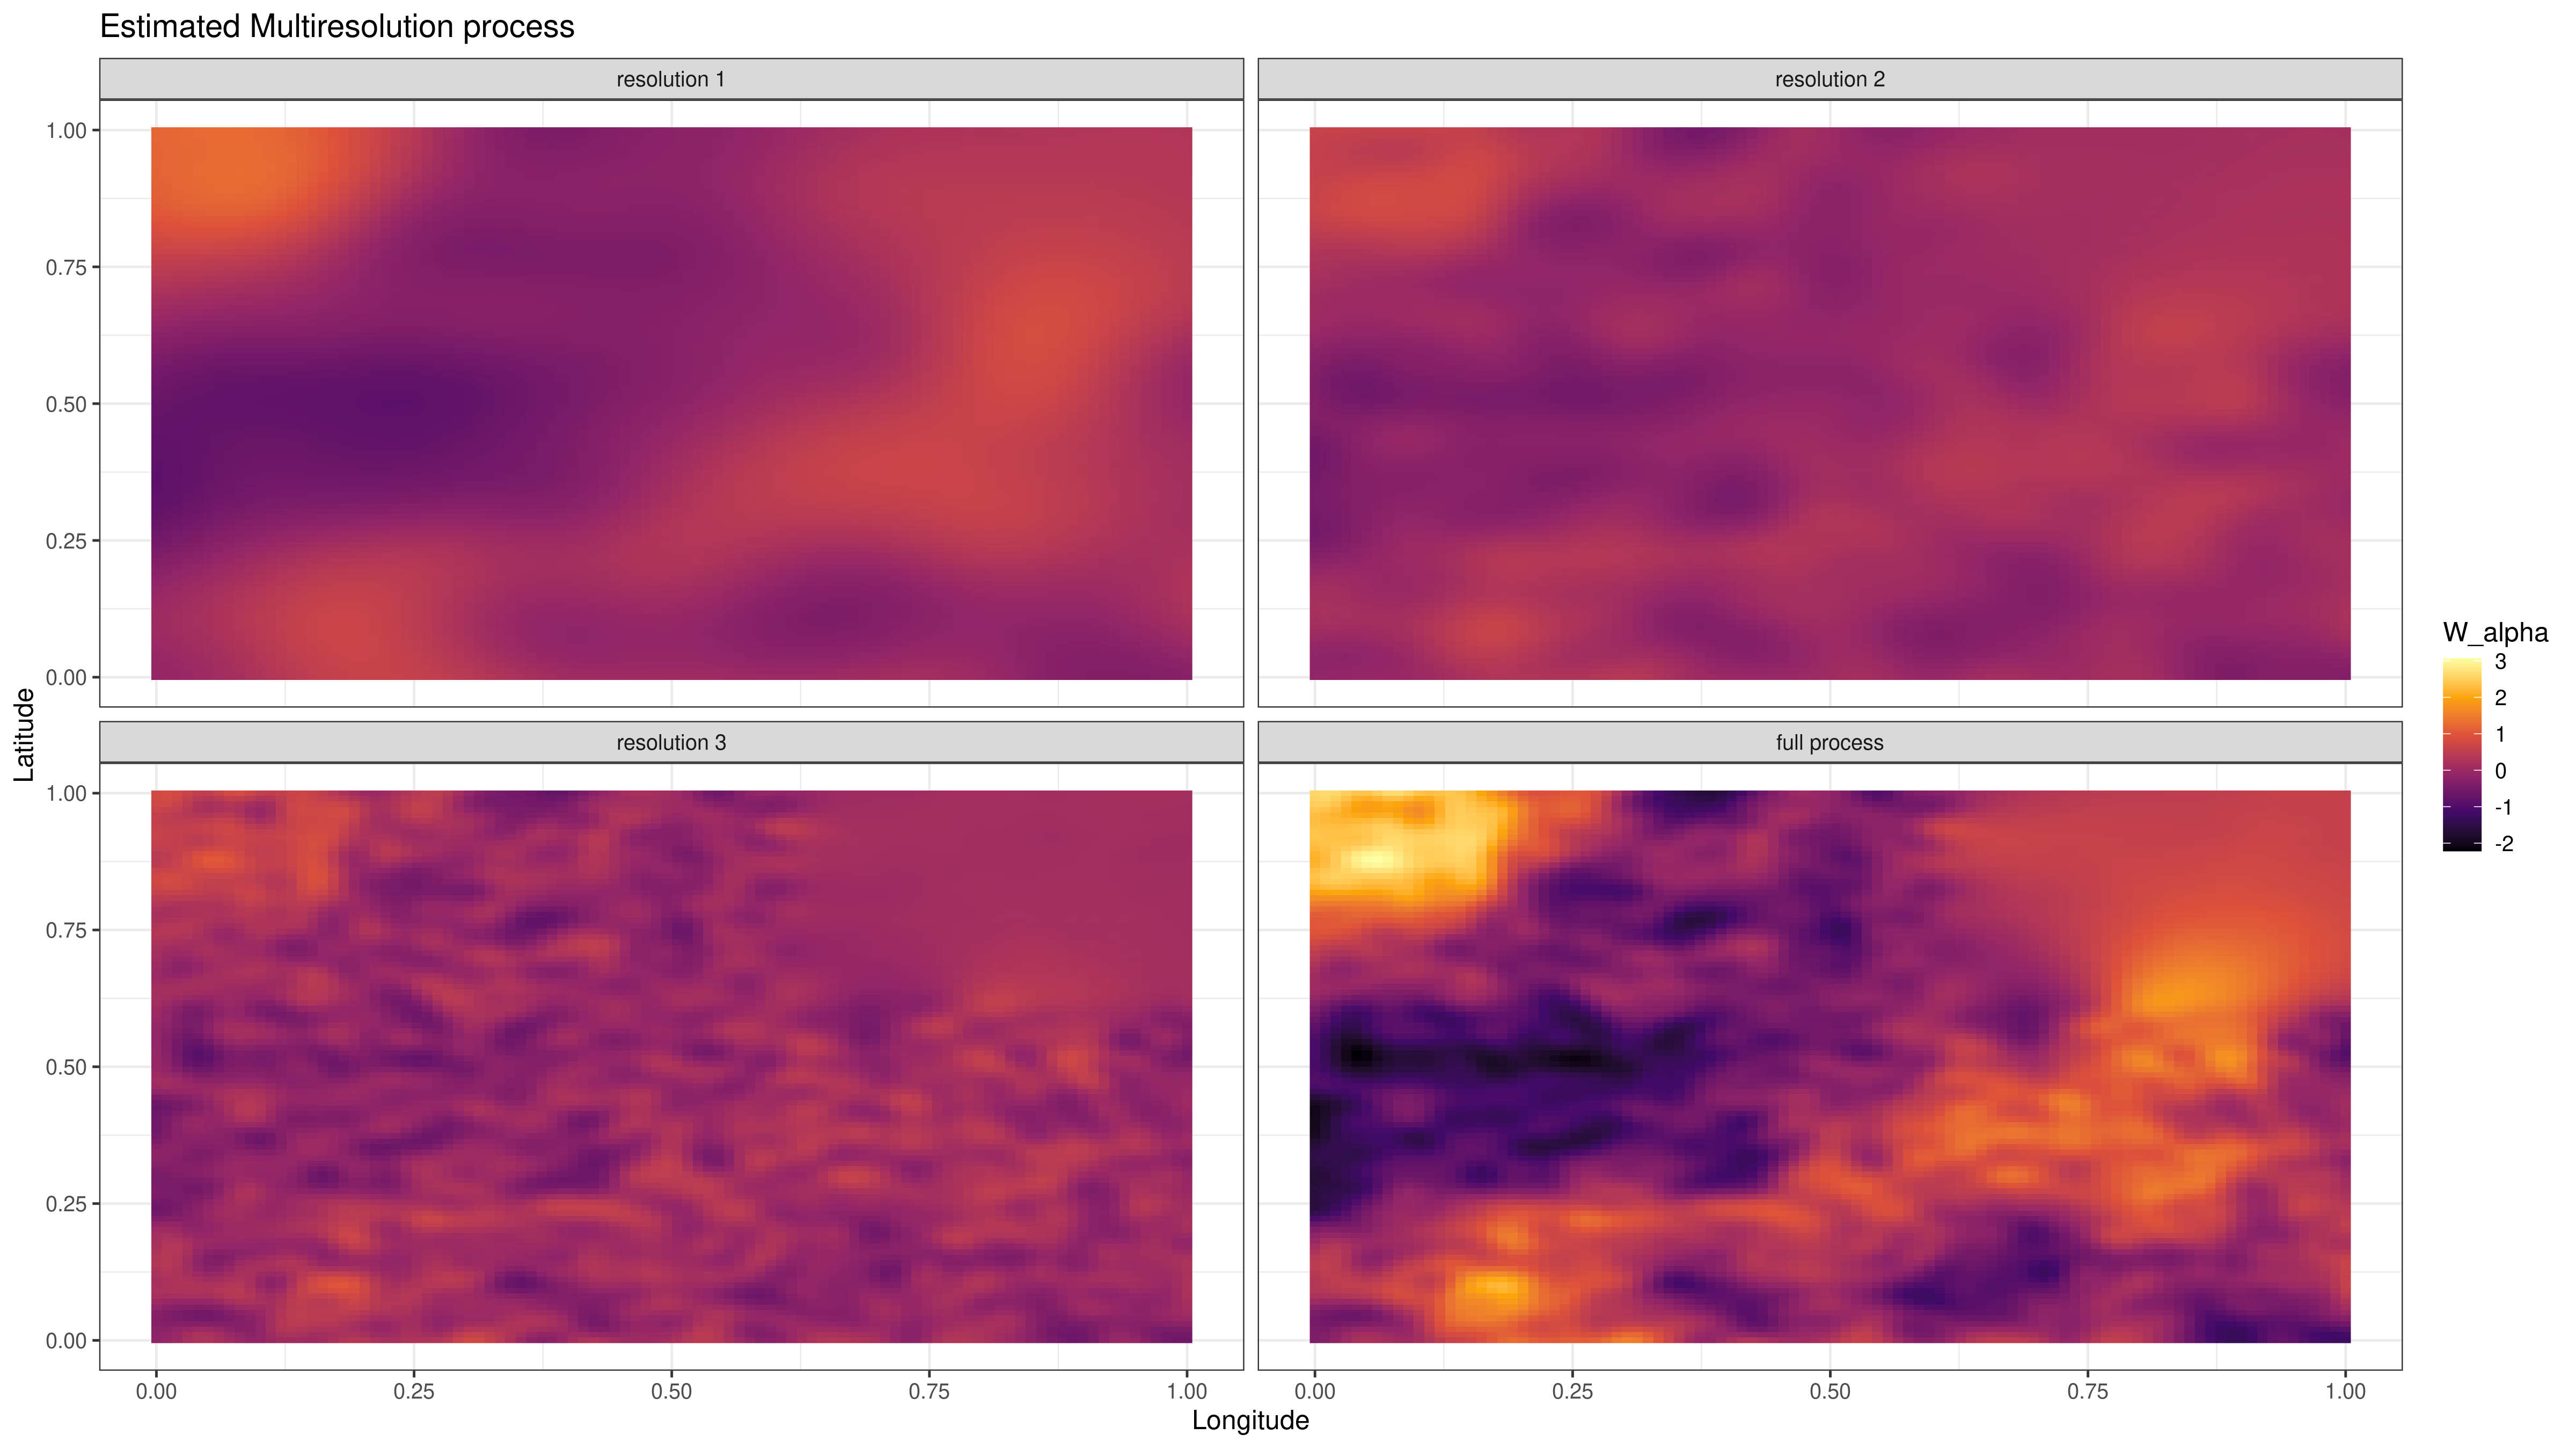 Estimated Multiresolution process
resolution 1
resolution 2
1.00
0.75
0.50
0.25
0.00
resolution 3
full process
1.00
0.75
0.50
0.25
0.00
0.00 0.25 0.50 0.75 1.00
0.00 0.25 0.50 0.75 1.00
Longitude
Latitude
W_alpha
3
2
1
0
-1
-2